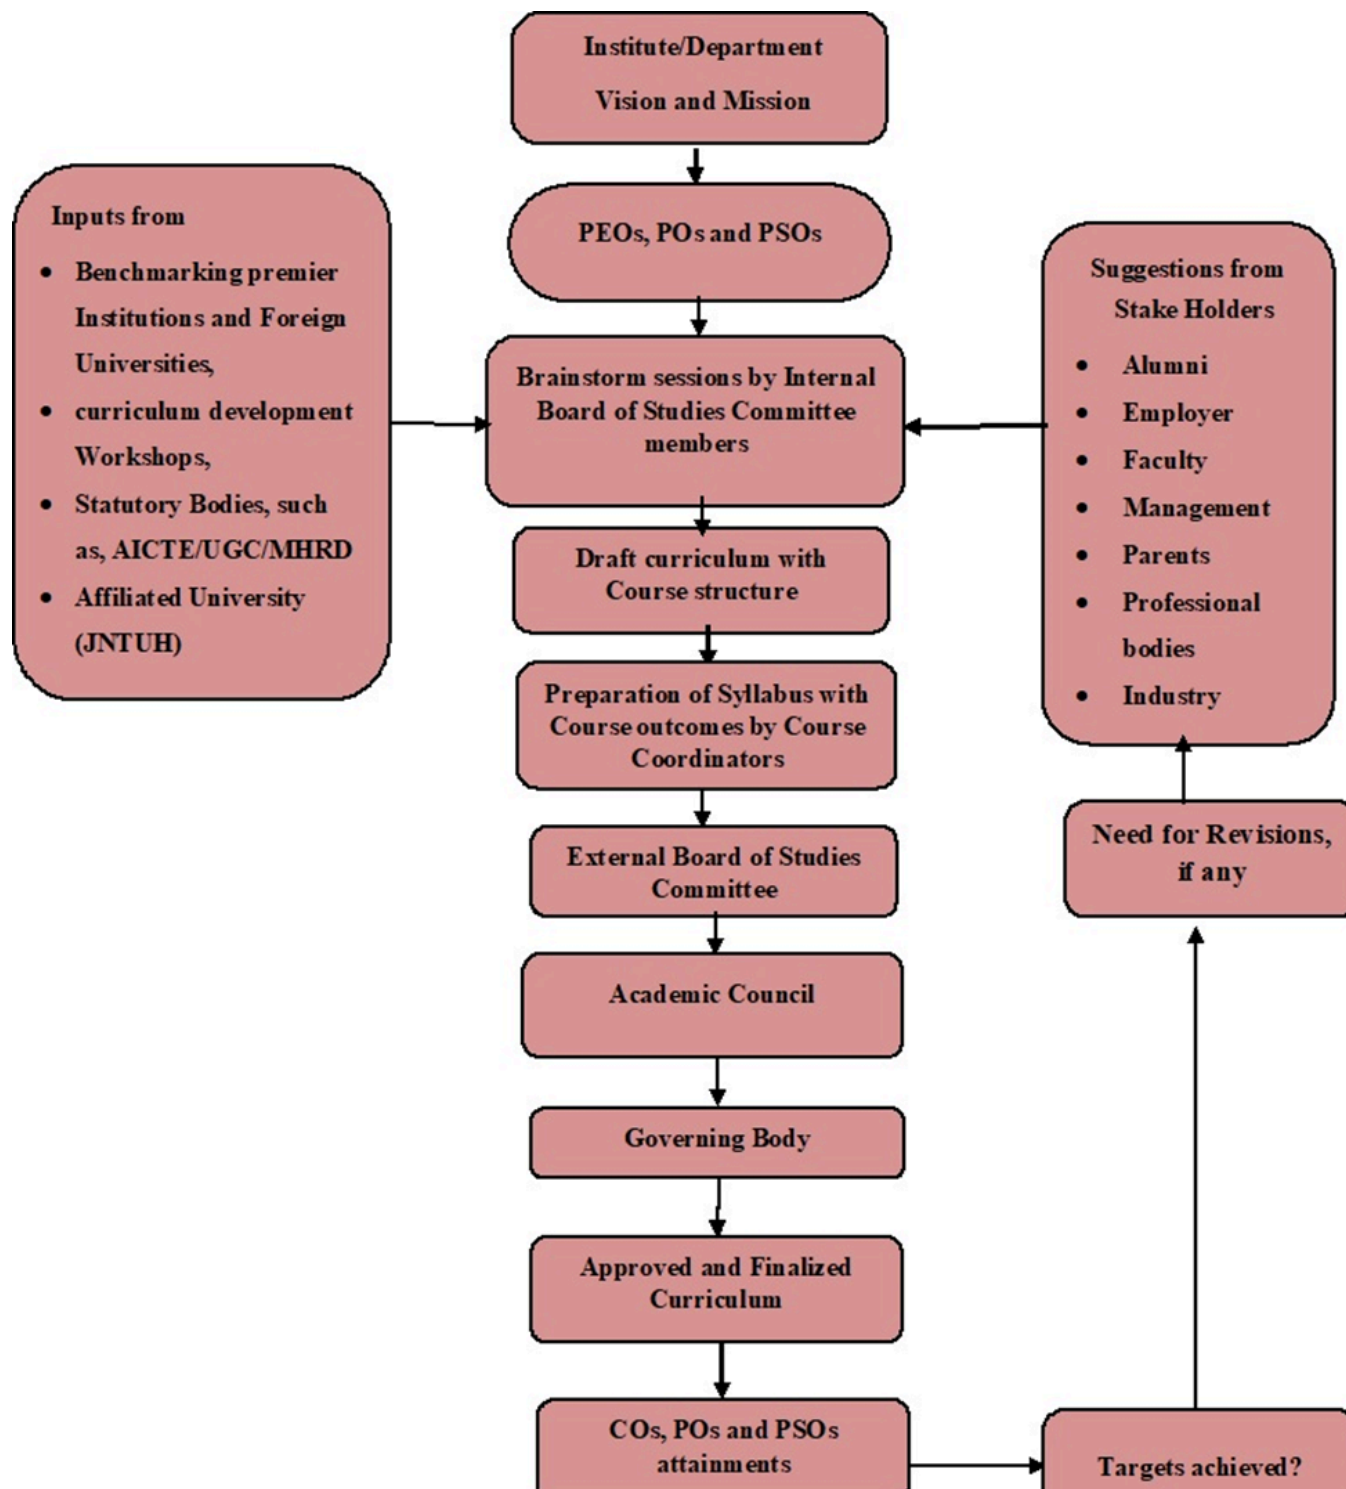 Institute/Department
Vision and Mission
PEOs, POs and PSOs
Inputs from
• Benchmarking premier
Institutions and Foreign
Universities,
• curriculum development
Workshops,
• Statutory Bodies, such
as, AICTE/UGC/MHRD
• Affiliated University
(JNTUH)
Suggestions from
Stake Holders
• Alumni
• Employer
• Faculty
• Management
• Parents
• Professional
bodies
• Industry
Brainstorm sessions by Internal
Board of Studies Committee
members
Draft curriculum with
Course structure
Preparation of Syllabus with
Course outcomes by Course
Coordinators
External Board of Studies
Committee
Academic Council
Governing Body
Approved and Finalized
Curriculum
COs, POs and PSOs
attainments
Targets achieved?
Need for Revisions,
if any